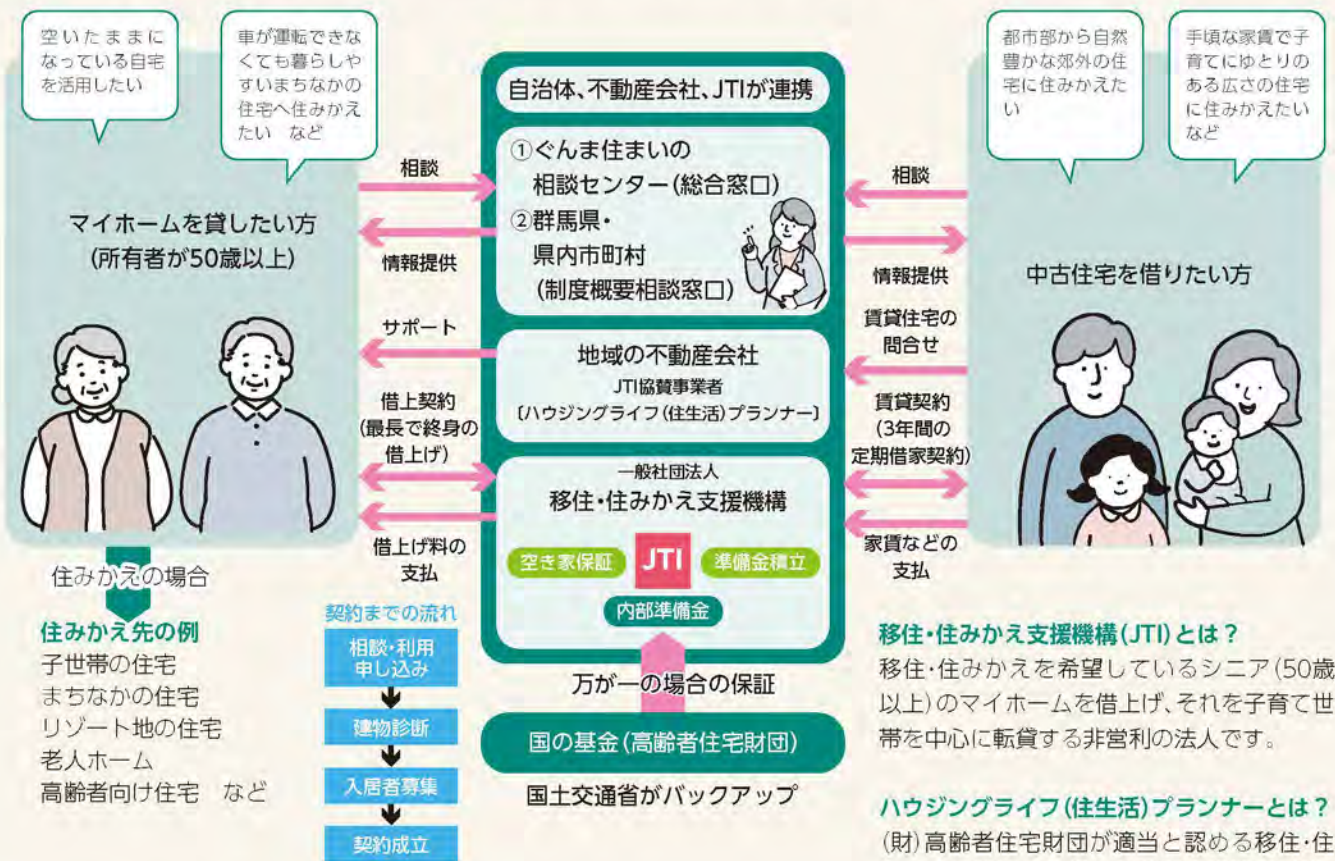 空いたままに
なっている自宅
を活用したい
車が運転できな
くても暮らしや
すいまちなかの
住宅へ住みかえ
たい　など
マイホームを貸したい方
(所有者が50歳以上)
相談
情報提供
サポート
借上契約
(最長で終身の
借上げ)
借上げ料の
支払
自治体、不動産会社、JTIが連携
①ぐんま住まいの
相談センター(総合窓口)
②群馬県・
県内市町村
(制度概要相談窓口)
地域の不動産会社
JTI協賛事業者
〔ハウジングライフ(住生活)プランナー〕
一般社団法人
移住・住みかえ支援機構
空き家保証
JTI
準備金積立
内部準備金
万が一の場合の保証
国の基金(高齢者住宅財団)
国土交通省がバックアップ
都市部から自然
豊かな郊外の住
宅に住みかえた
い
手頃な家賃で子
育てにゆとりの
ある広さの住宅
に住みかえたい
など
相談
情報提供
賃貸住宅の
問合せ
賃貸契約
(3年間の
定期借家契約)
家賃などの
支払
中古住宅を借りたい方
住みかえの場合
住みかえ先の例
子世帯の住宅
まちなかの住宅
リゾート地の住宅
老人ホーム
高齢者向け住宅　など
契約までの流れ
相談・利用
申し込み
建物診断
入居者募集
契約成立
移住・住みかえ支援機構(JTI)とは？
移住・住みかえを希望しているシニア(50歳
以上)のマイホームを借上げ、それを子育て世
帯を中心に転貸する非営利の法人です。
ハウジングライフ(住生活)プランナーとは？
(財)高齢者住宅財団が適当と認める移住・住